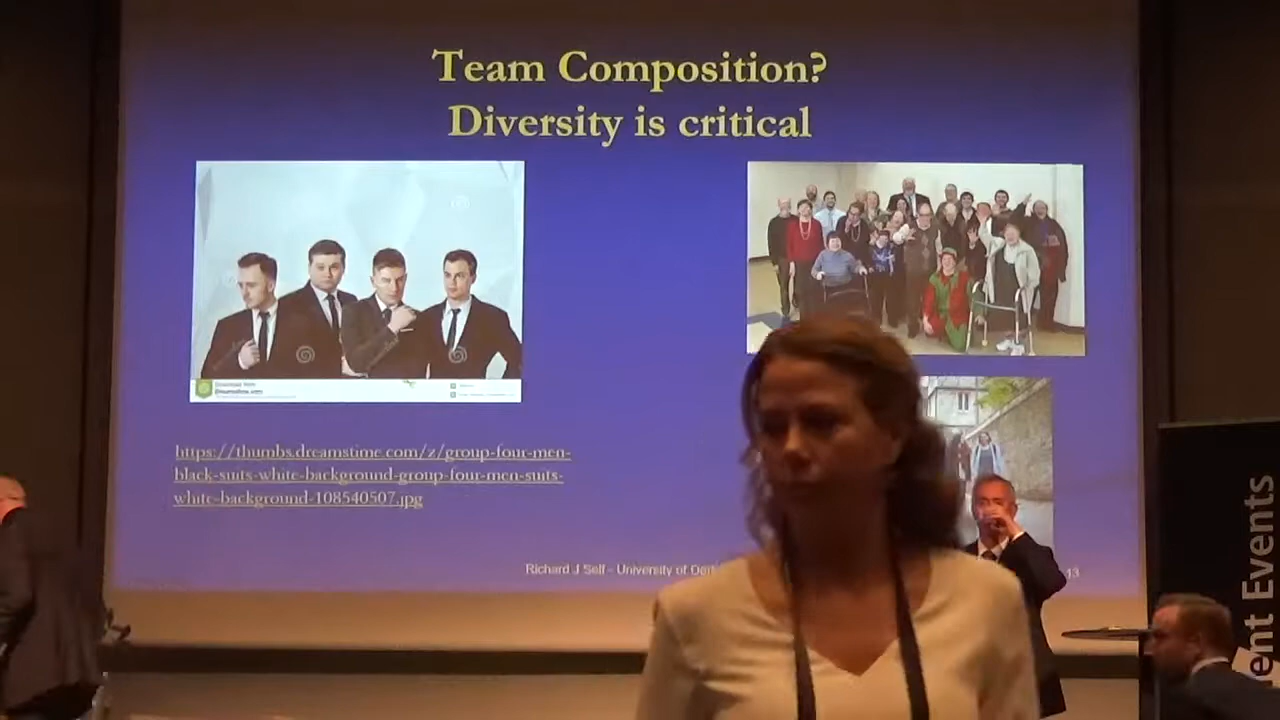 Team Composition?
Diversity is critical
https://thumbs.dreamstime.com/z/group-four-men-
black-suits-white-background-group-four-men-suits-
white-background-108540507.jpg
Richard J Self - University of
13
ent Events